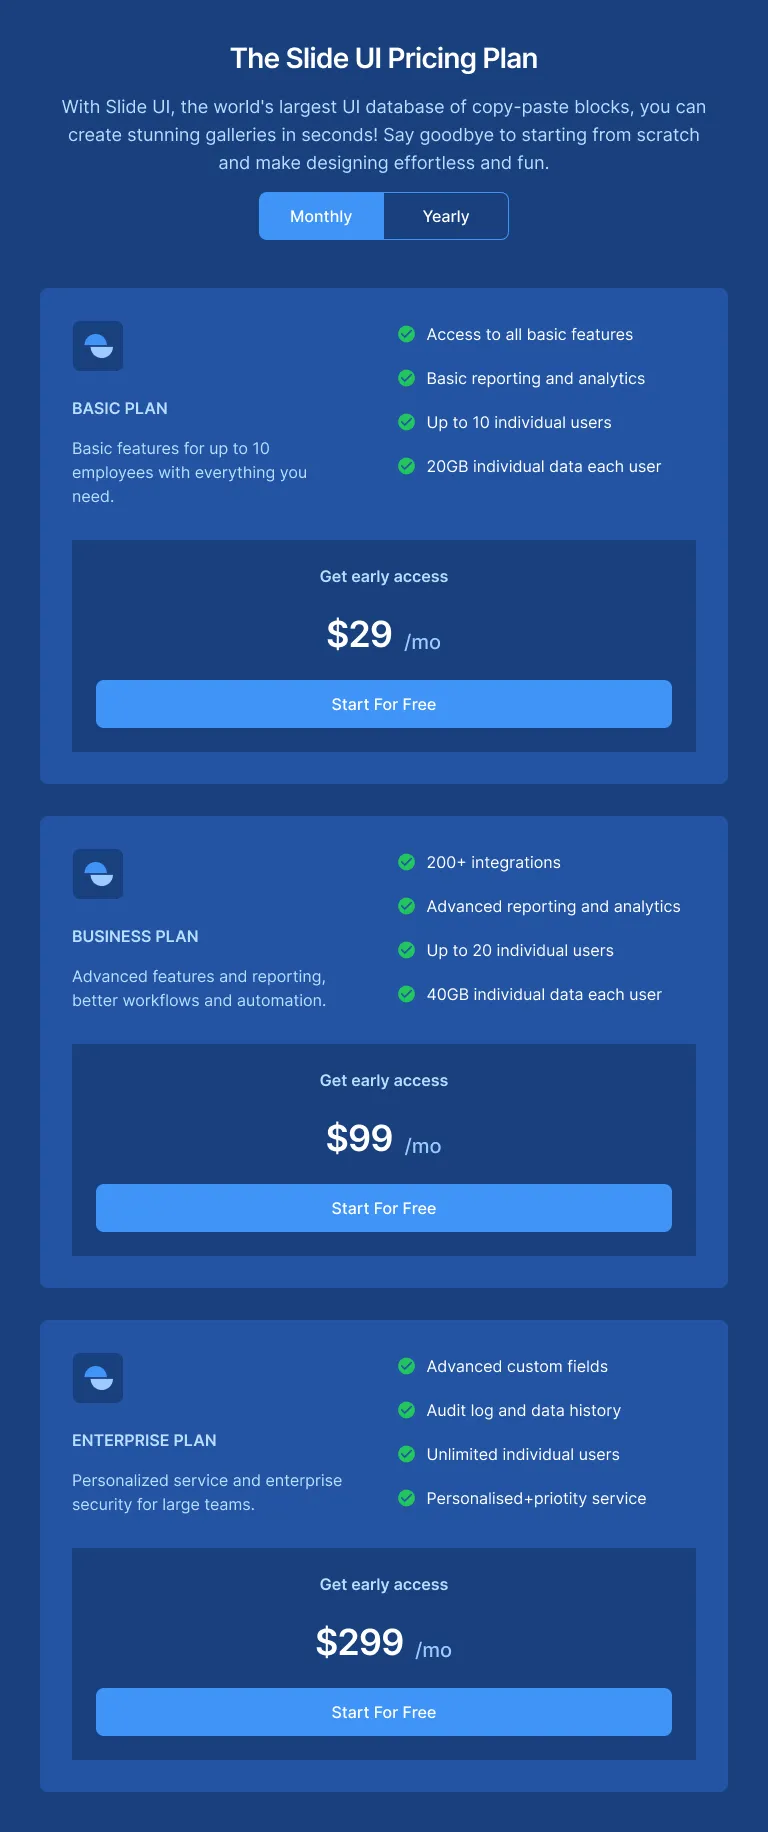 The Slide UI Pricing Plan
With Slide UI, the world's largest UI database of copy-paste blocks, you can
create stunning galleries in seconds! Say goodbye to starting from scratch
and make designing effortless and fun.
Monthly
Yearly
BASIC PLAN
Basic features for up to 10
employees with everything you
need.
Access to all basic features
Basic reporting and analytics
Up to 10 individual users
20GB individual data each user
Get early access
$29 /mo
Start For Free
BUSINESS PLAN
Advanced features and reporting,
better workflows and automation.
200+ integrations
Advanced reporting and analytics
Up to 20 individual users
40GB individual data each user
Get early access
$99 /mo
Start For Free
ENTERPRISE PLAN
Personalized service and enterprise
security for large teams.
Advanced custom fields
Audit log and data history
Unlimited individual users
Personalised+priotity service
Get early access
$299 /mo
Start For Free